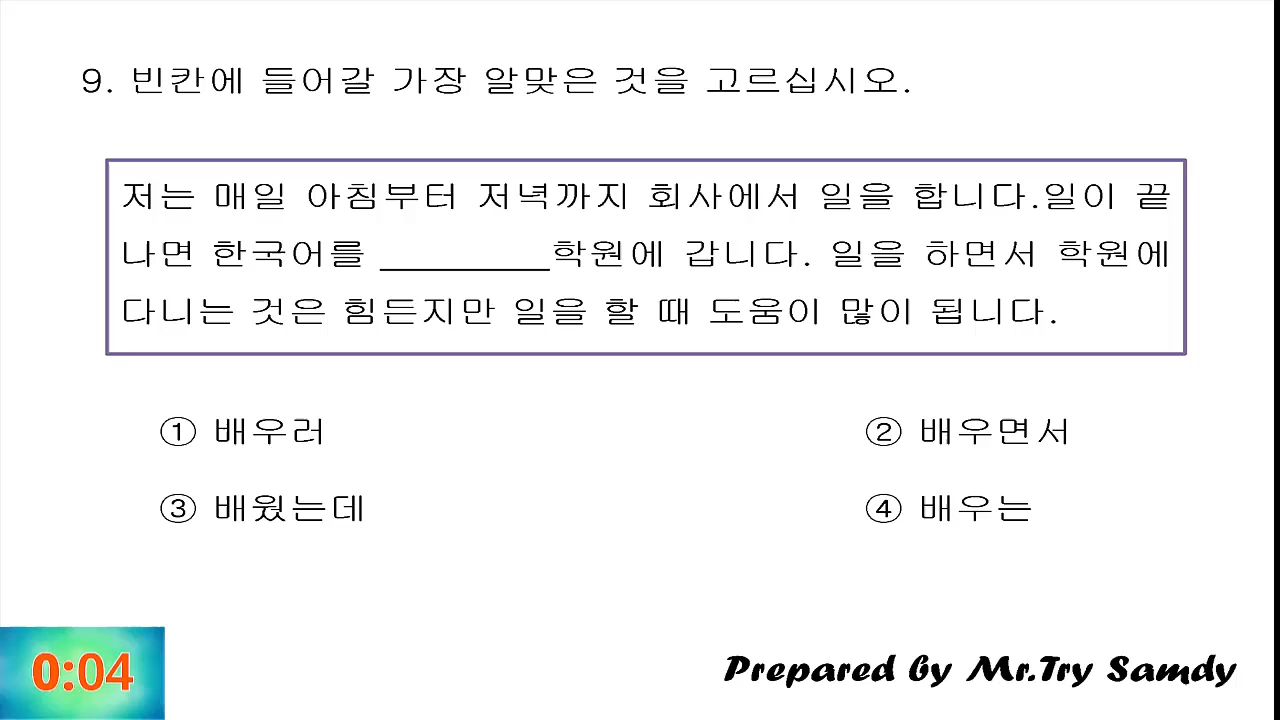 9. 빈칸에 들어갈 가장 알맞은 것을 고르십시오.
저는 매일 아침부터 저녁까지 회사에서 일을 합니다.일이 끝
나면 한국어를 _________학원에 갑니다. 일을 하면서 학원에
다니는 것은 힘든지만 일을 할 때 도움이 많이 됩니다.
① 배우러 ② 배우면서
③ 배웠는데 ④ 배우는
0:04 Prepared by Mr.Try Samdy